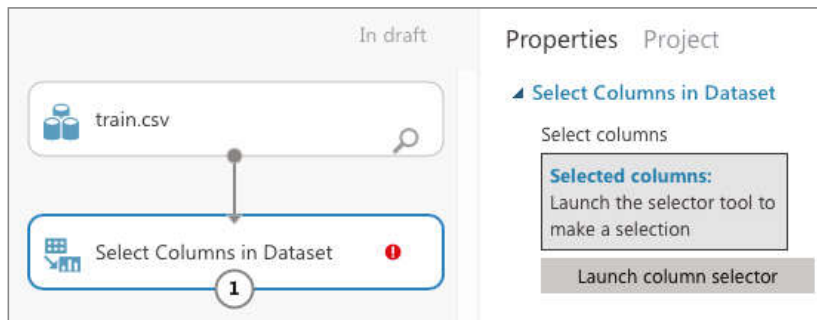 In draft
train.csv
Select Columns in Dataset
1
Properties Project
Select Columns in Dataset
Select columns
Selected columns:
Launch the selector tool to
make a selection
Launch column selector